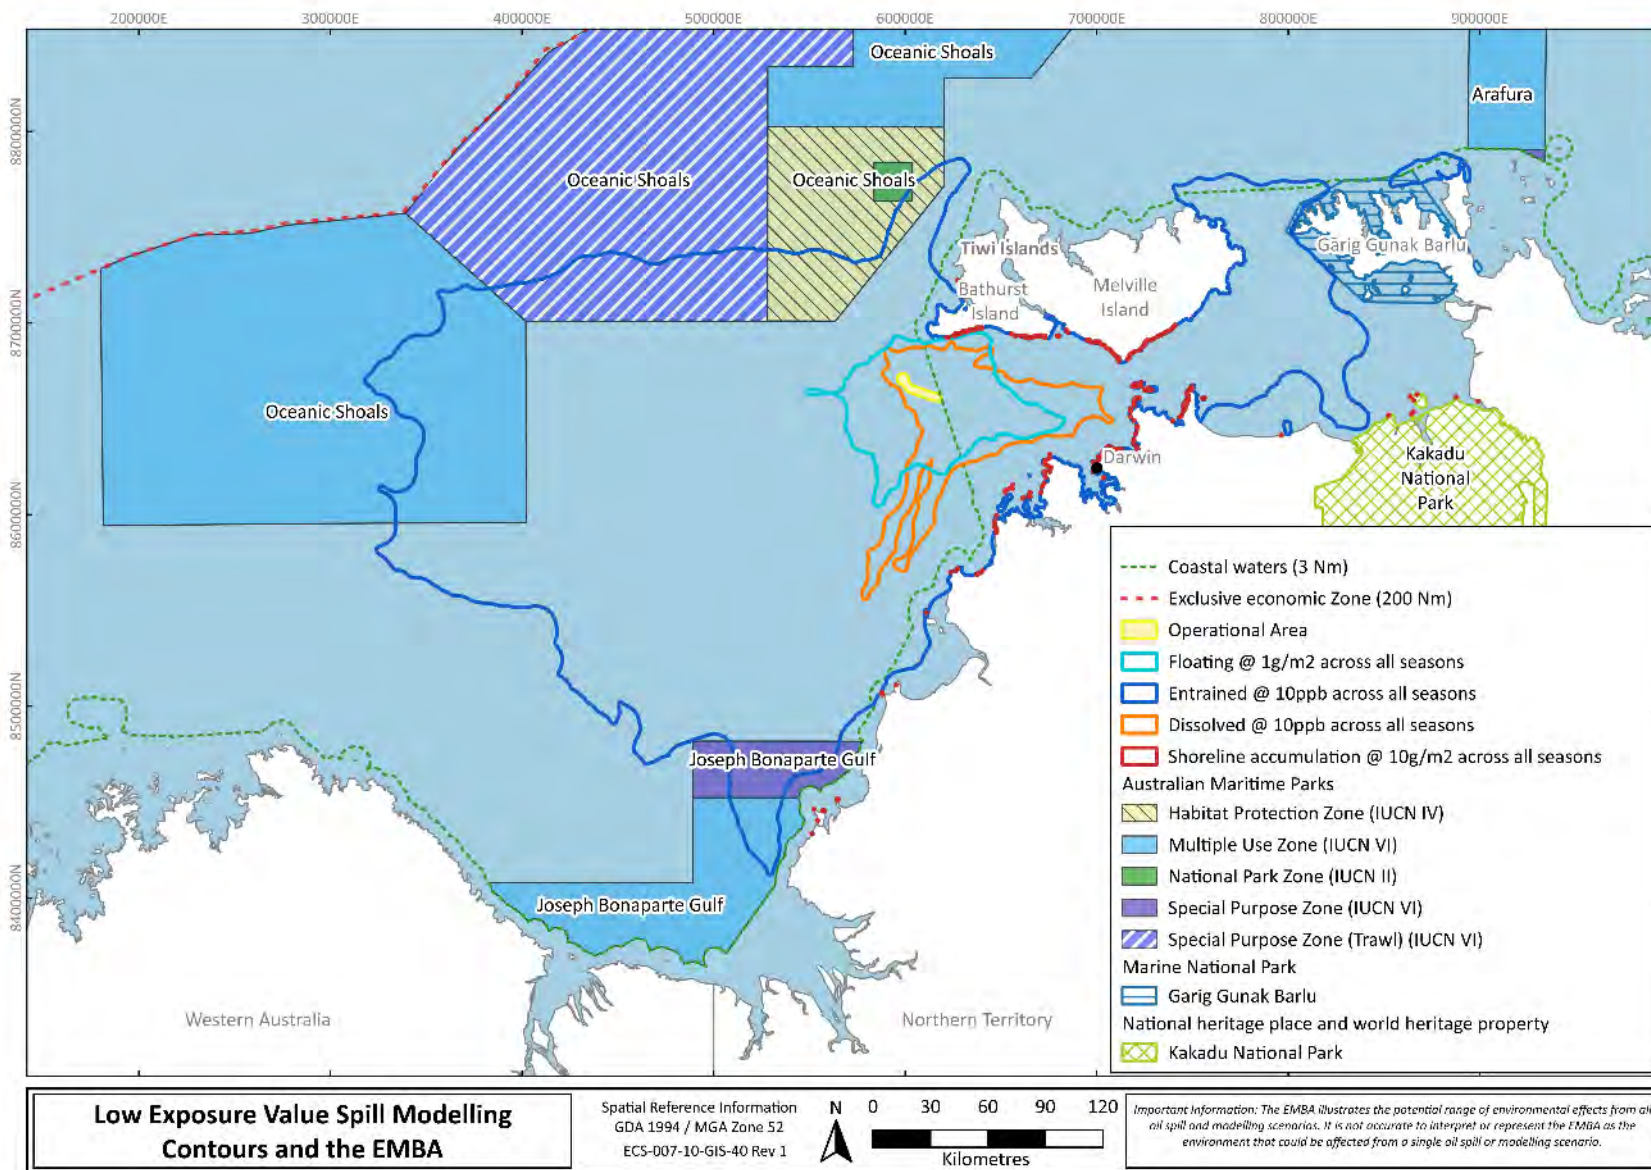 200000E 300000E 400000E 500000E 600000E 700000E 800000E 900000E
8800000N
8700000N
8600000N
8500000N
8400000N
Oceanic Shoals
Arafura
Oceanic Shoals
Oceanic Shoals
Garig Gunak Barlu
Tiwi Islands
Bathurst
Island
Melville
Island
Oceanic Shoals
Darwin
Kakadu
National
Park
Joseph Bonaparte Gulf
Joseph Bonaparte Gulf
Western Australia
Northern Territory
Coastal waters (3 Nm)
Exclusive economic Zone (200 Nm)
Operational Area
Floating @ 1g/m2 across all seasons
Entrained @ 10ppb across all seasons
Dissolved @ 10ppb across all seasons
Shoreline accumulation @ 10g/m2 across all seasons
Australian Maritime Parks
Habitat Protection Zone (IUCN IV)
Multiple Use Zone (IUCN VI)
National Park Zone (IUCN II)
Special Purpose Zone (IUCN VI)
Special Purpose Zone (Trawl) (IUCN VI)
Marine National Park
Garig Gunak Barlu
National heritage place and world heritage property
Kakadu National Park
Low Exposure Value Spill Modelling
Contours and the EMBA
Spatial Reference Information
GDA 1994 / MGA Zone 52
ECS-007-10-GIS-40 Rev 1
N
0 30 60 90 120
Kilometres
Important Information: The EMBA illustrates the potential range of environmental effects from all
oil spill and modelling scenarios. It is not accurate to interpret or represent the EMBA as the
environment that could be affected from a single oil spill or modelling scenario.